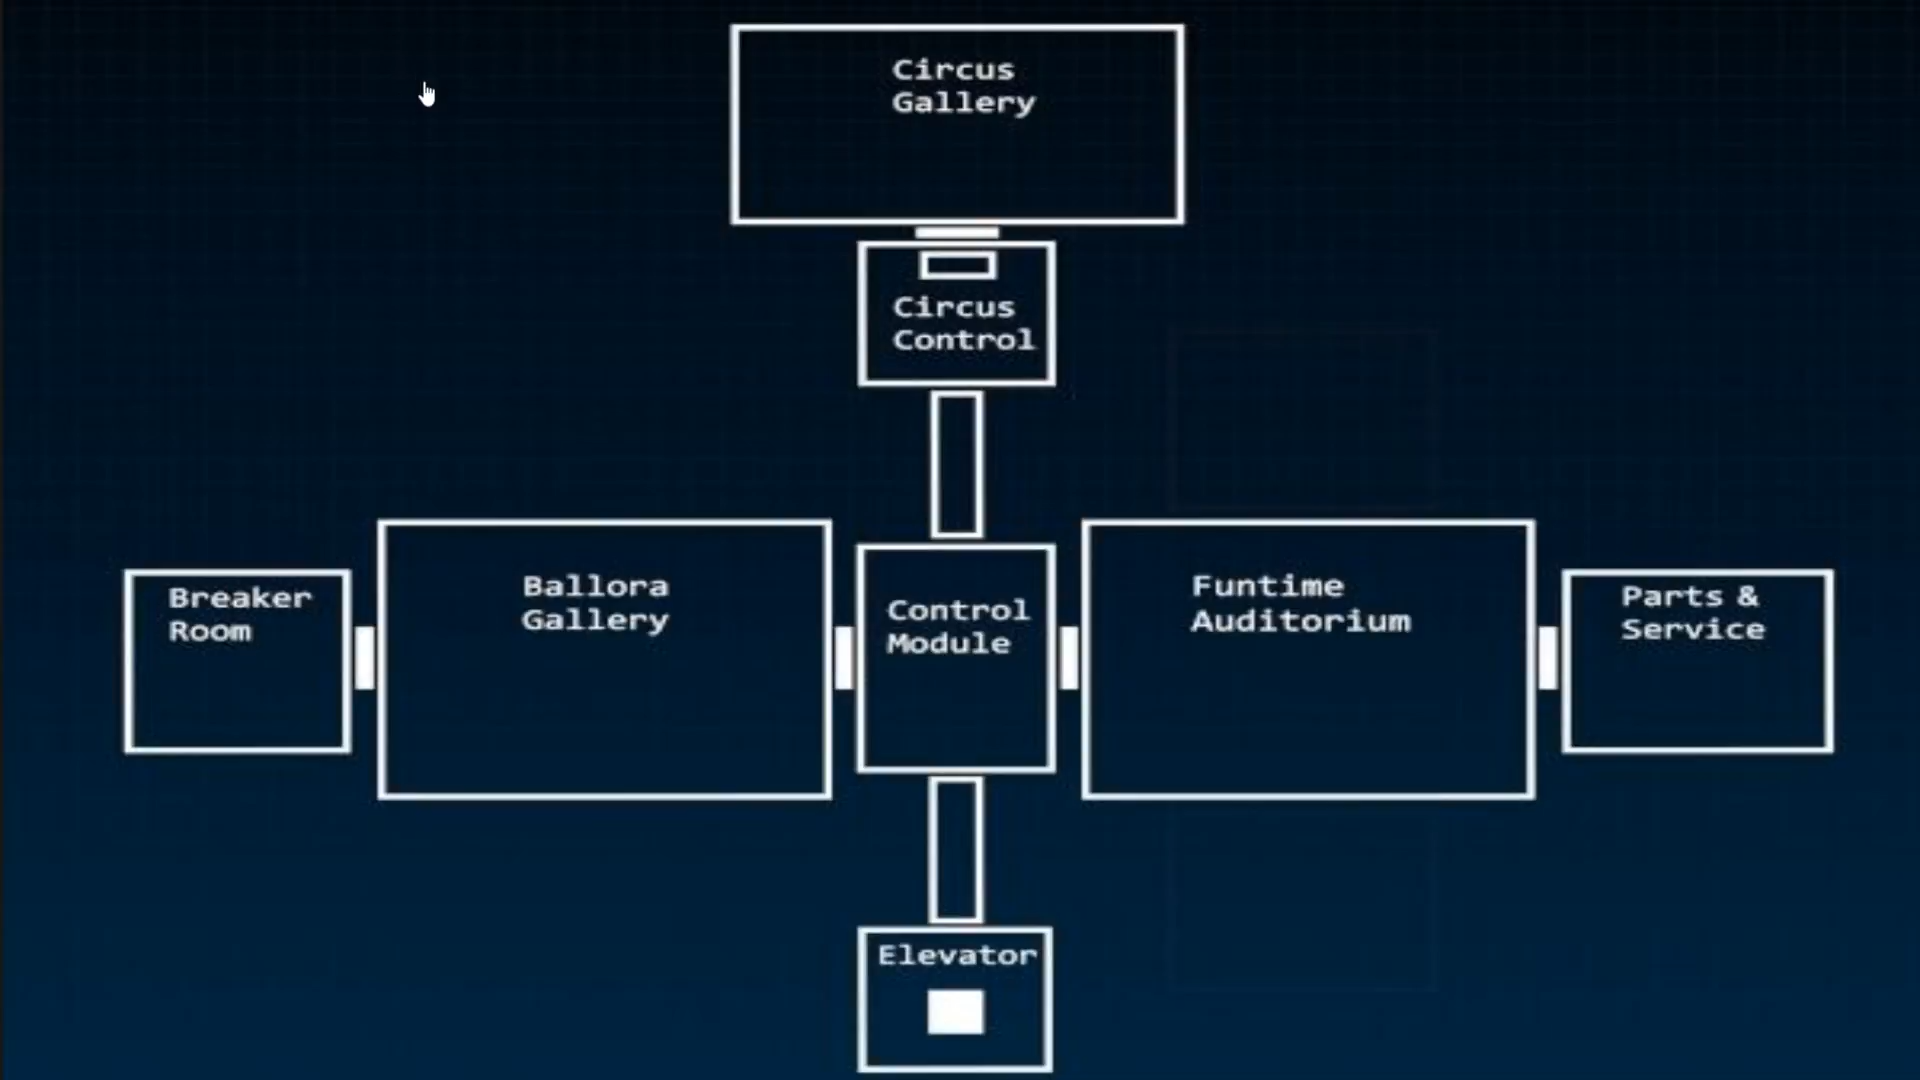 Circus
Gallery
Circus
Control
Breaker
Room
Ballora
Gallery
Control
Module
Funtime
Auditorium
Parts &
Service
Elevator